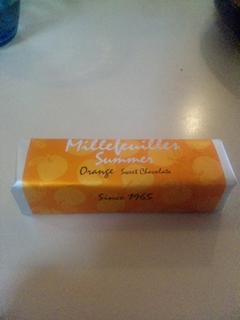 Millefeuilles
Summer
Orange Sweet Chocolate
Since 1965